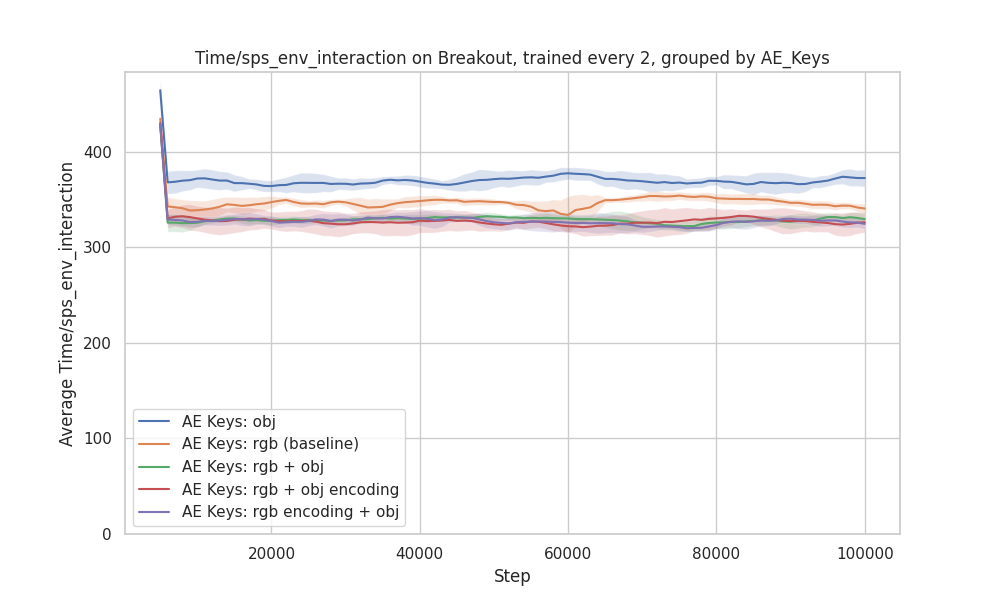 Time/sps_env_interaction on Breakout, trained every 2, grouped by AE_Keys
Average Time/sps_env_interaction
400
300
200
100
0
AE Keys: obj
AE Keys: rgb (baseline)
AE Keys: rgb + obj
AE Keys: rgb + obj encoding
AE Keys: rgb encoding + obj
20000
40000
60000
80000
100000
Step